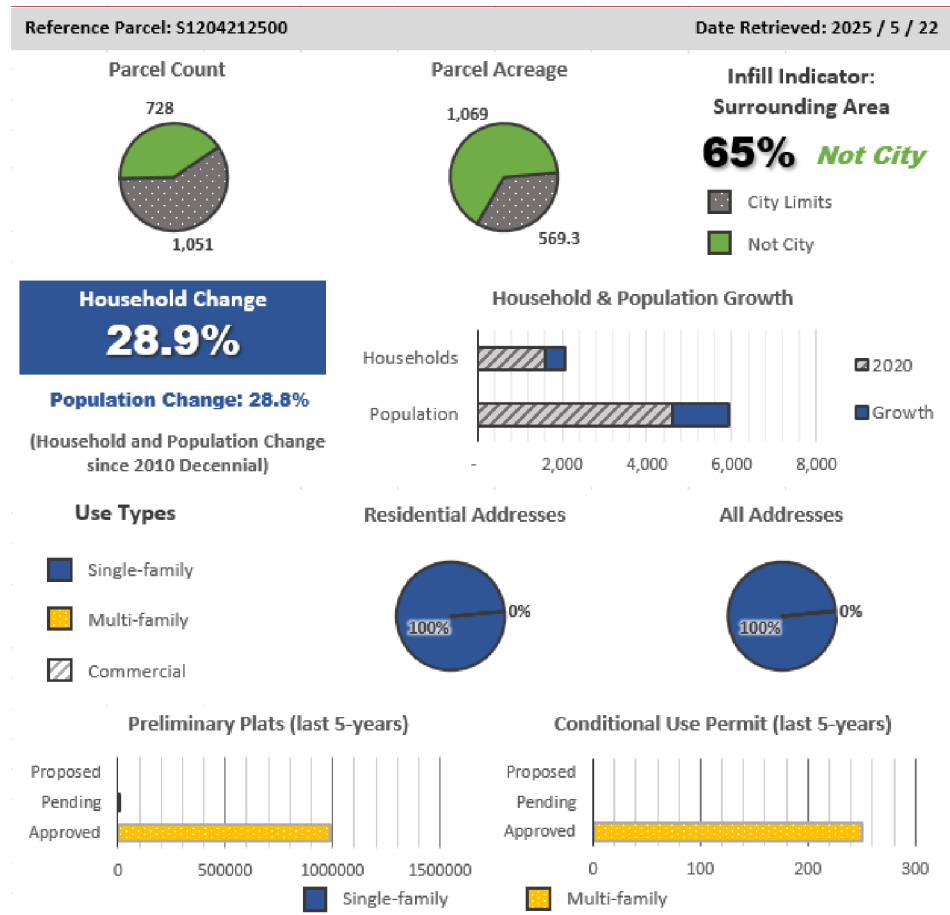 Reference Parcel: S1204212500 Date Retrieved: 2025 / 5 / 22
Parcel Count
728
1,051
Parcel Acreage
1,069
569.3
Infill Indicator:
Surrounding Area
65% Not City
City Limits
Not City
Household Change
28.9%
Population Change: 28.8%
(Household and Population Change
since 2010 Decennial)
Household & Population Growth
Households
Population
- 2,000 4,000 6,000 8,000
2020
Growth
Use Types
Single-family
Multi-family
Commercial
Residential Addresses
0%
100%
All Addresses
0%
100%
Preliminary Plats (last 5-years)
Proposed
Pending
Approved
0 500000 1000000 1500000
Conditional Use Permit (last 5-years)
Proposed
Pending
Approved
0 100 200 300
Single-family Multi-family